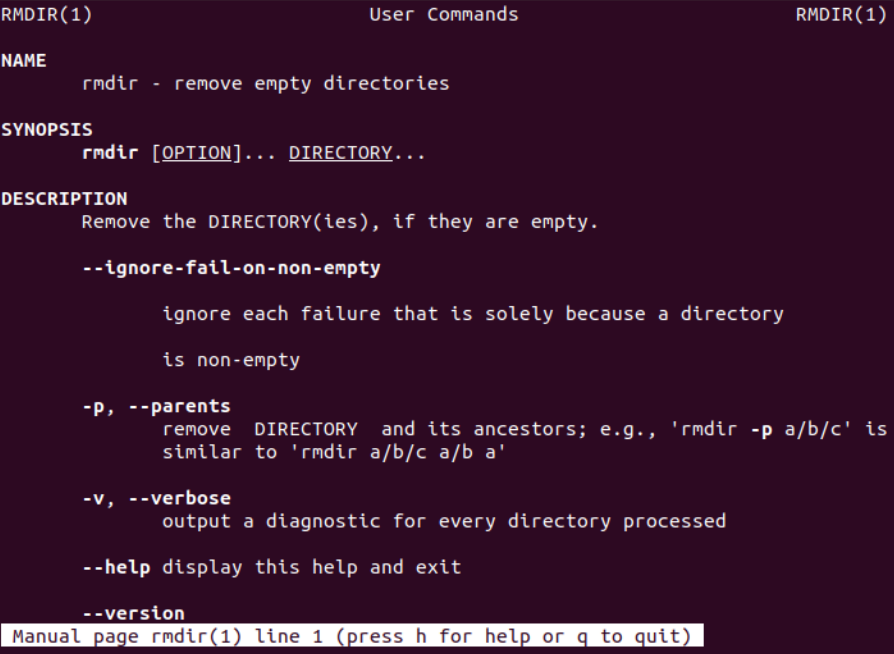 RMDIR(1) User Commands RMDIR(1)
NAME
rmdir - remove empty directories
SYNOPSIS
rmdir [OPTION]... DIRECTORY...
DESCRIPTION
Remove the DIRECTORY(ies), if they are empty.
--ignore-fail-on-non-empty
ignore each failure that is solely because a directory
is non-empty
-p, --parents
remove DIRECTORY and its ancestors; e.g., 'rmdir -p a/b/c' is
similar to 'rmdir a/b/c a/b a'
-v, --verbose
output a diagnostic for every directory processed
--help display this help and exit
--version
Manual page rmdir(1) line 1 (press h for help or q to quit)